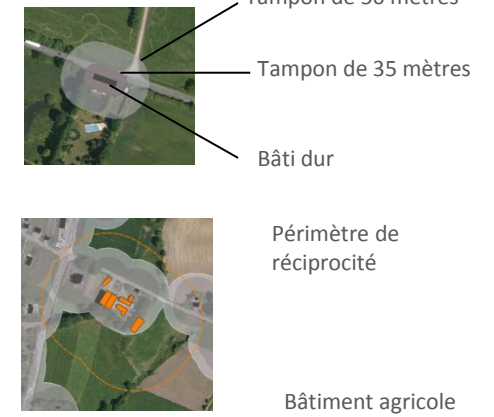 Tampon de 35 mètres
Bâti dur
Périmètre de
réciprocité
Bâtiment agricole